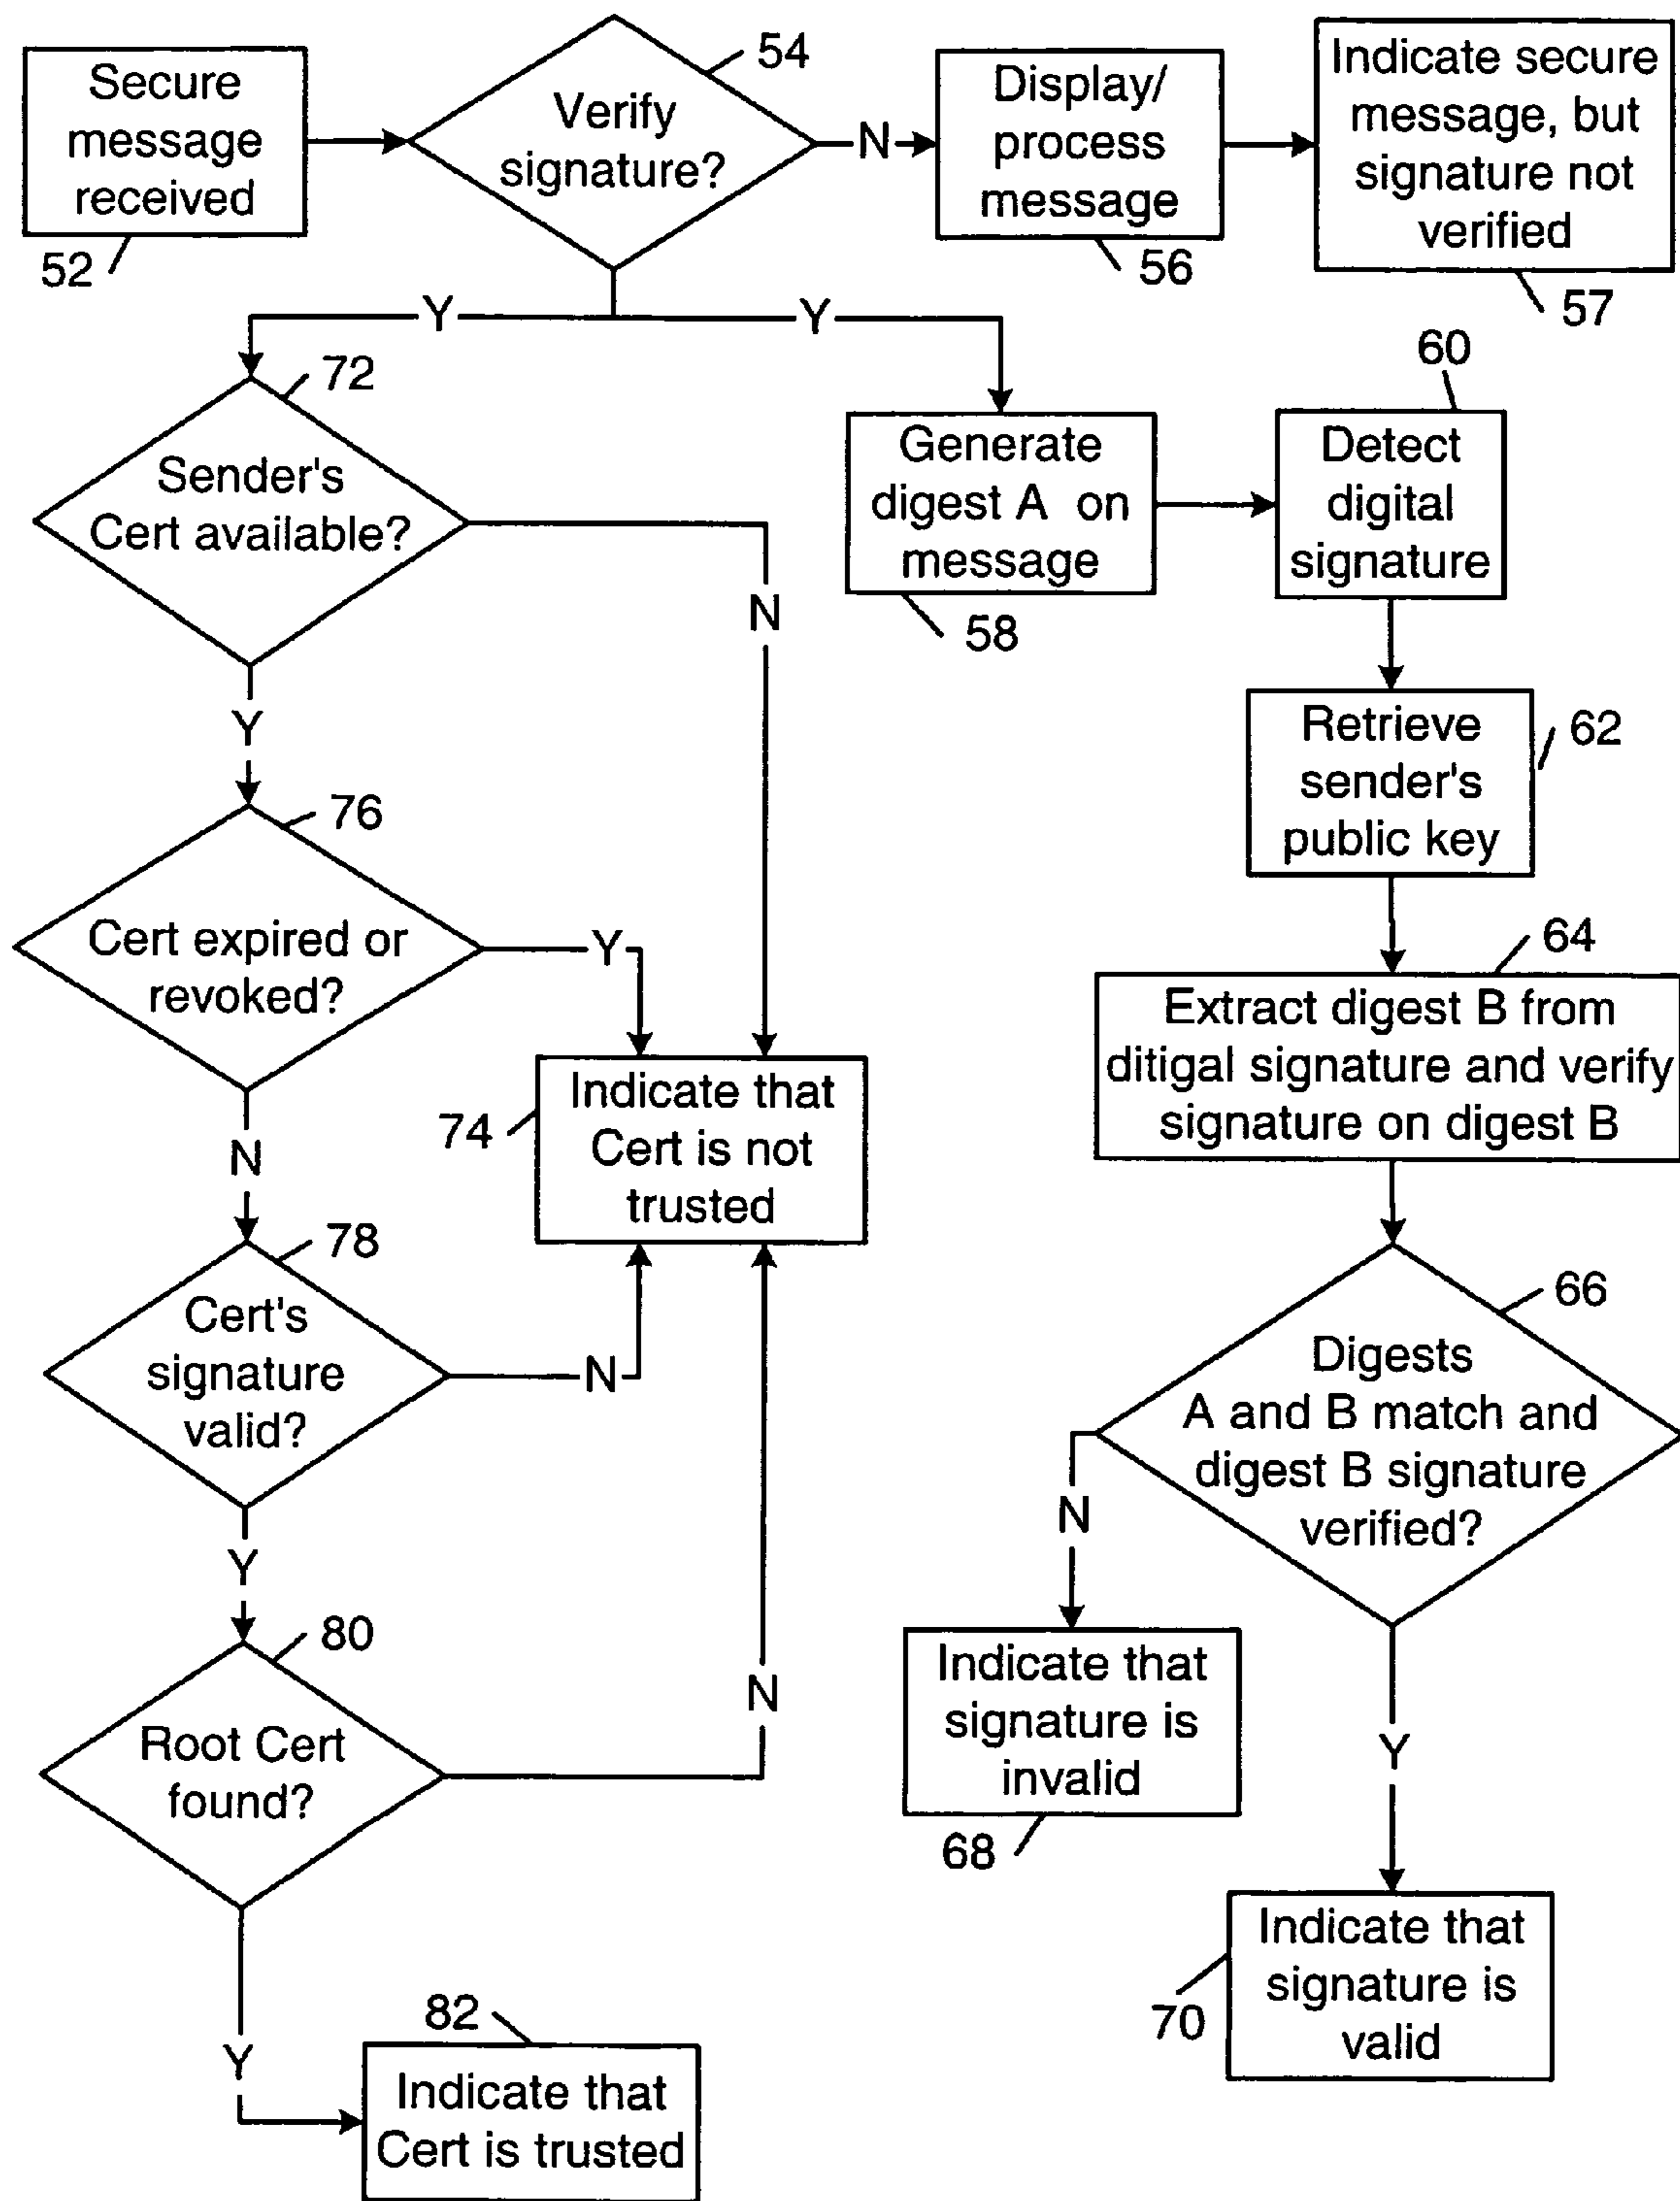 Secure
message
received
52
Verify
signature?
54
N
Display/
process
message
56
Indicate secure
message, but
signature not
verified
57
Y
Y
72
Sender's
Cert available?
N
Y
Generate
digest A on
message
58
60
Detect
digital
signature
Retrieve
sender's
public key
62
76
Cert expired or
revoked?
Y
N
74
Indicate that
Cert is not
trusted
64
Extract digest B from
ditigal signature and verify
signature on digest B
78
Cert's
signature
valid?
N
Y
66
Digests
A and B match and
digest B signature
verified?
N
Y
80
Root Cert
found?
N
Y
Indicate that
signature is
invalid
68
Indicate that
signature is
valid
70
82
Indicate that
Cert is trusted